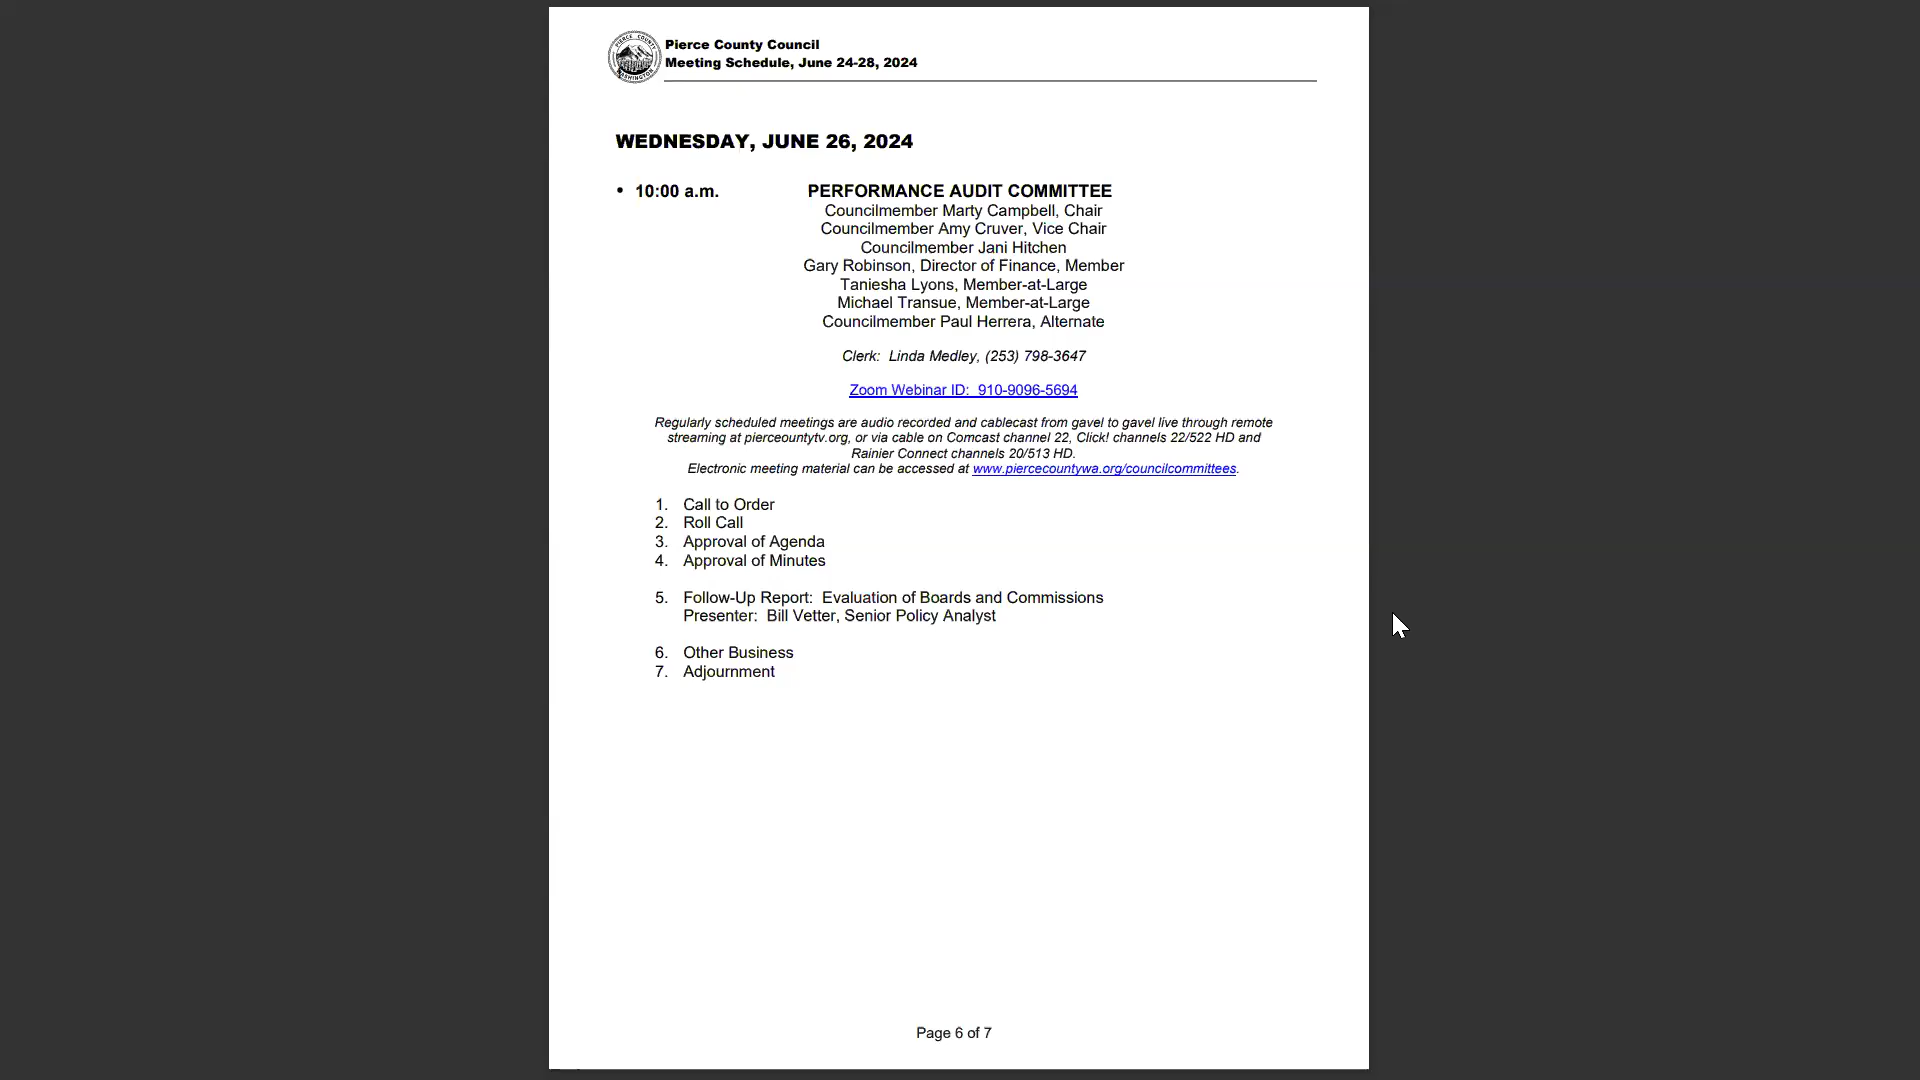 PIERCE COUNTY
WASHINGTON
Pierce County Council
Meeting Schedule, June 24-28, 2024
WEDNESDAY, JUNE 26, 2024
• 10:00 a.m. PERFORMANCE AUDIT COMMITTEE
Councilmember Marty Campbell, Chair
Councilmember Amy Cruver, Vice Chair
Councilmember Jani Hitchen
Gary Robinson, Director of Finance, Member
Taniesha Lyons, Member-at-Large
Michael Transue, Member-at-Large
Councilmember Paul Herrera, Alternate
Clerk: Linda Medley, (253) 798-3647
Zoom Webinar ID: 910-9096-5694
Regularly scheduled meetings are audio recorded and cablecast from gavel to gavel live through remote
streaming at piercecountytv.org, or via cable on Comcast channel 22, Click! channels 22/522 HD and
Rainier Connect channels 20/513 HD.
Electronic meeting material can be accessed at www.piercecountywa.org/councilcommittees.
1. Call to Order
2. Roll Call
3. Approval of Agenda
4. Approval of Minutes
5. Follow-Up Report: Evaluation of Boards and Commissions
Presenter: Bill Vetter, Senior Policy Analyst
6. Other Business
7. Adjournment
Page 6 of 7